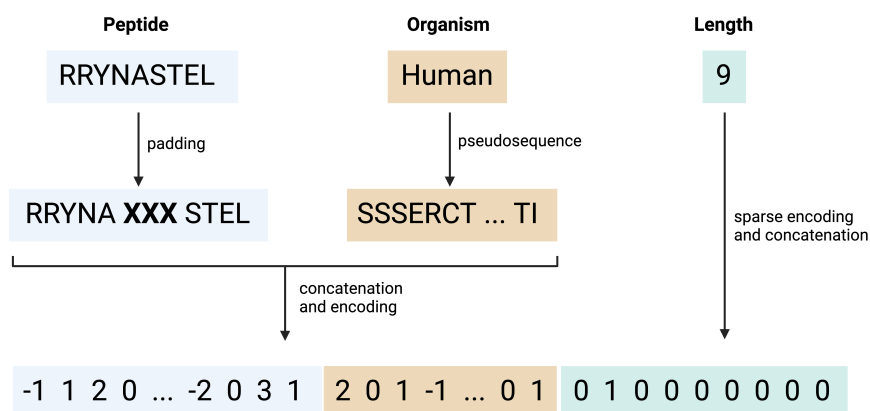 Peptide
Organism
Length
RRYNASTEL
Human
9
padding
pseudosequence
RRYNA XXX STEL
SSSERCT ... TI
sparse encoding
and concatenation
concatenation
and encoding
-1 1 2 0 ... -2 0 3 1
2 0 1 -1 ... 0 1
0 1 0 0 0 0 0 0 0